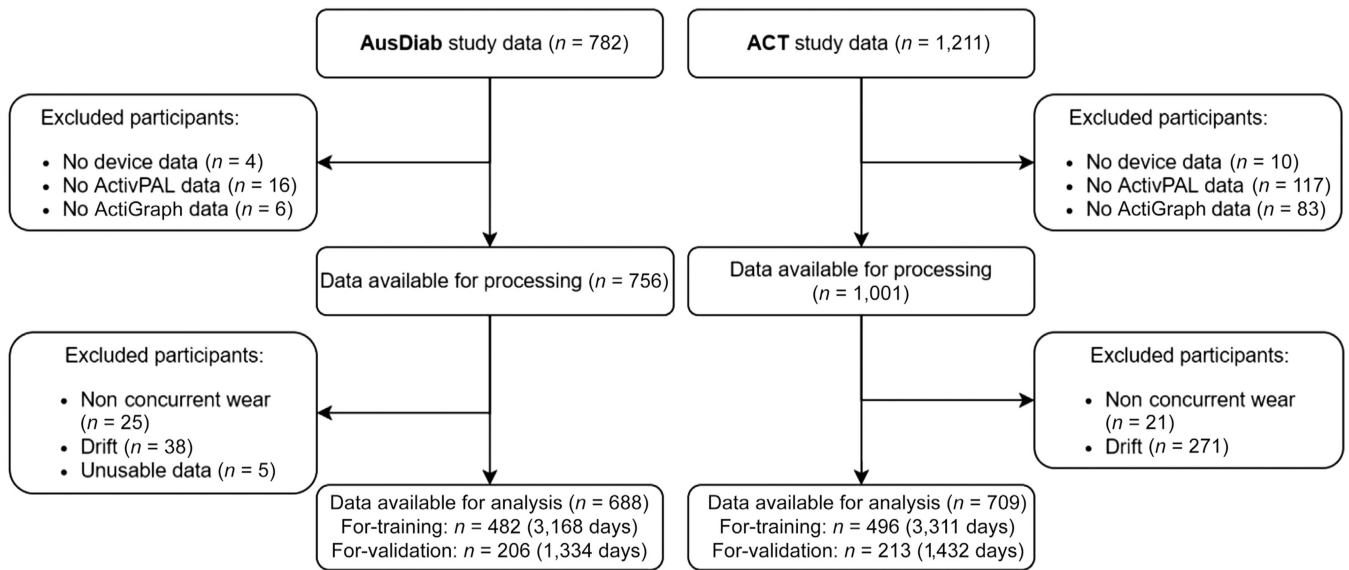 AusDiab study data (n = 782)
ACT study data (n = 1,211)
Excluded participants:
• No device data (n = 4)
• No ActivPAL data (n = 16)
• No ActiGraph data (n = 6)
Excluded participants:
• No device data (n = 10)
• No ActivPAL data (n = 117)
• No ActiGraph data (n = 83)
Data available for processing (n = 756)
Data available for processing
(n = 1,001)
Excluded participants:
• Non concurrent wear
(n = 25)
• Drift (n = 38)
• Unusable data (n = 5)
Excluded participants:
• Non concurrent wear
(n = 21)
• Drift (n = 271)
Data available for analysis (n = 688)
For-training: n = 482 (3,168 days)
For-validation: n = 206 (1,334 days)
Data available for analysis (n = 709)
For-training: n = 496 (3,311 days)
For-validation: n = 213 (1,432 days)